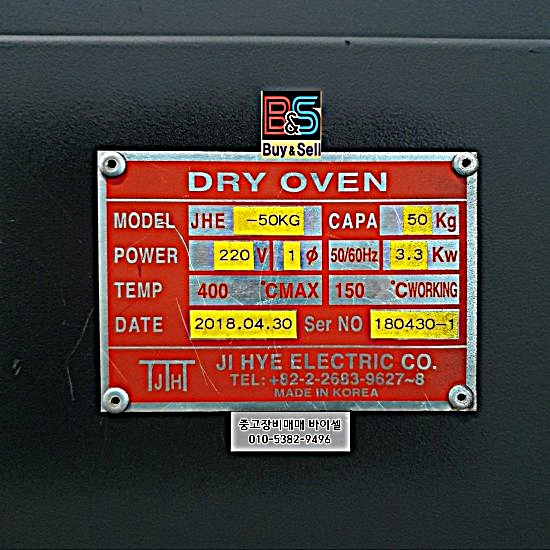 B&S
Buy & Sell
DRY OVEN
MODEL JHE -50KG CAPA 50 Kg
POWER 220 V 1 Ø 50/60Hz 3.3 Kw
TEMP 400 °CMAX 150 °CWORKING
DATE 2018.04.30 Ser NO 180430-1
JH JI HYE ELECTRIC CO.
TEL: +82-2-2683-9627~8
MADE IN KOREA
중고장비매매 바이셀
010-5382-9496